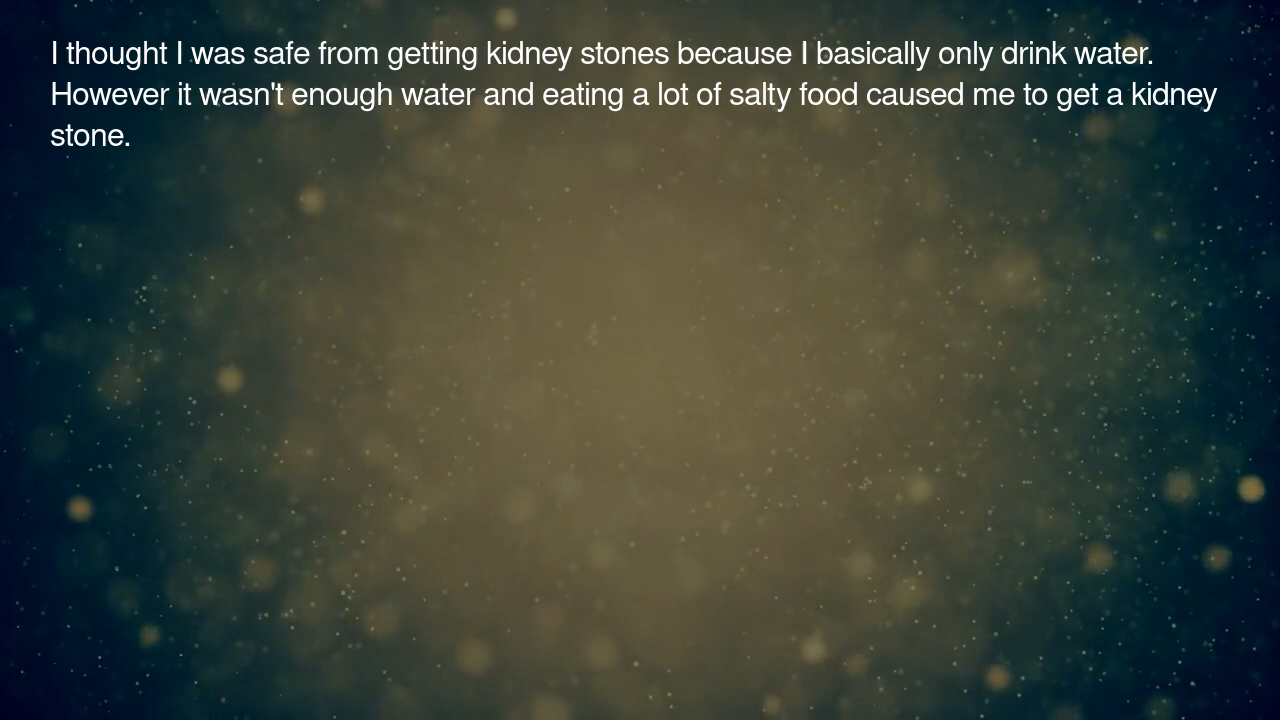 I thought I was safe from getting kidney stones because I basically only drink water.
However it wasn't enough water and eating a lot of salty food caused me to get a kidney
stone.